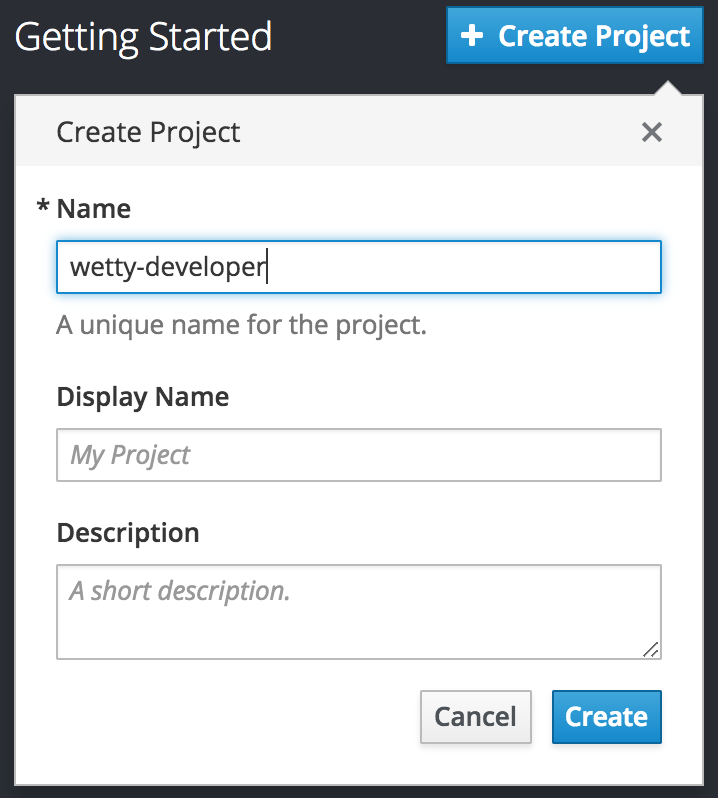 Getting Started
+ Create Project
Create Project
* Name
wetty-developer
A unique name for the project.
Display Name
My Project
Description
A short description.
Cancel
Create